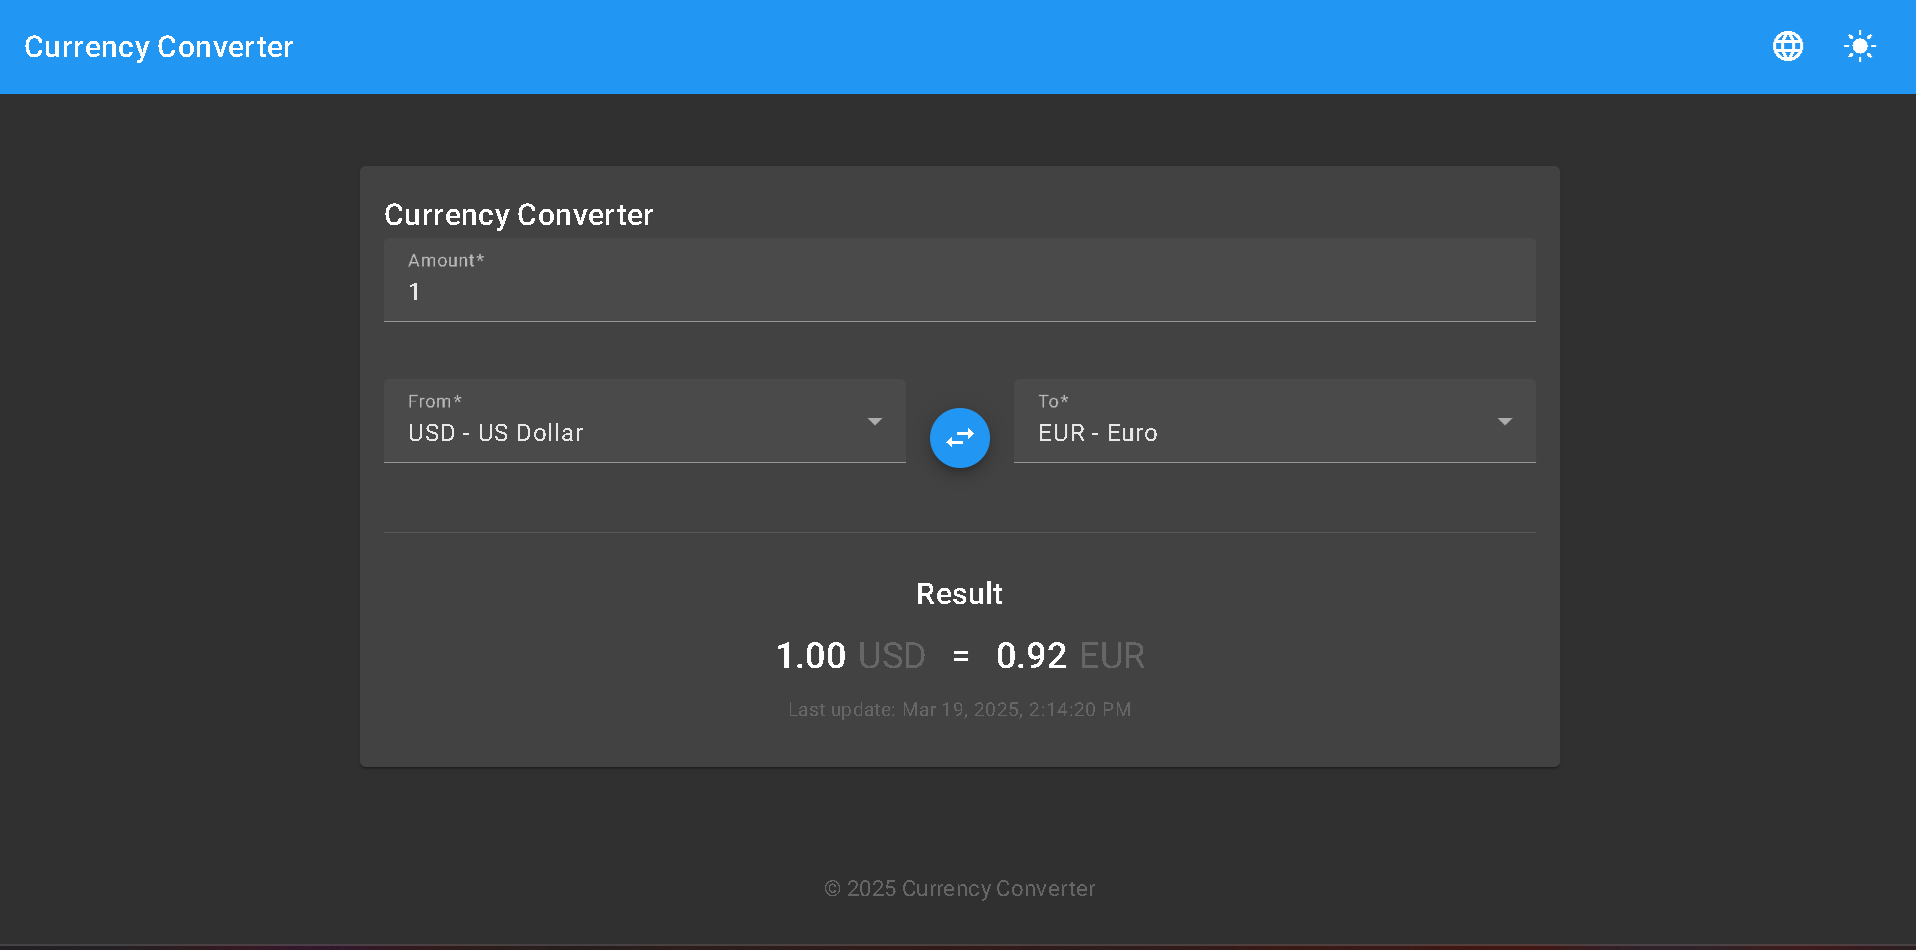 Currency Converter
Currency Converter
Amount*
1
From*
USD - US Dollar
To*
EUR - Euro
Result
1.00 USD = 0.92 EUR
Last update: Mar 19, 2025, 2:14:20 PM
© 2025 Currency Converter